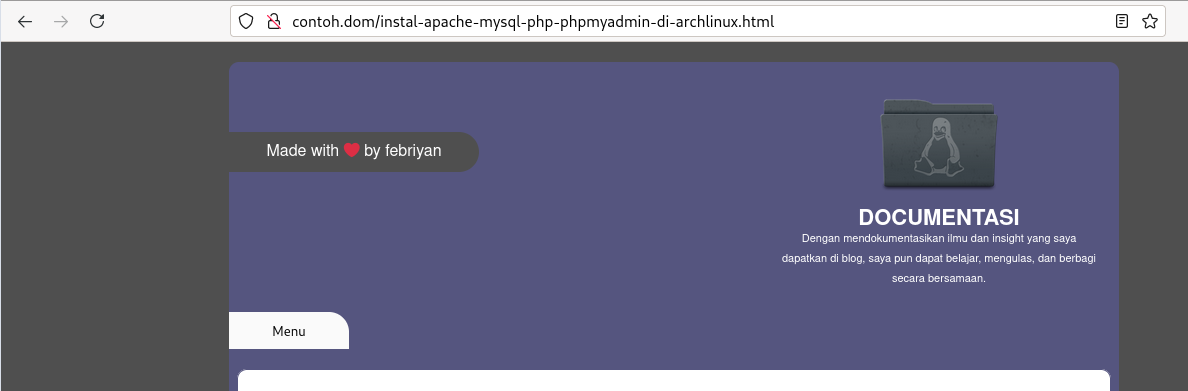 contoh.dom/instal-apache-mysql-php-phpmyadmin-di-archlinux.html
Made with ❤ by febriyan
DOCUMENTASI
Dengan mendokumentasikan ilmu dan insight yang saya
dapatkan di blog, saya pun dapat belajar, mengulas, dan berbagi
secara bersamaan.
Menu